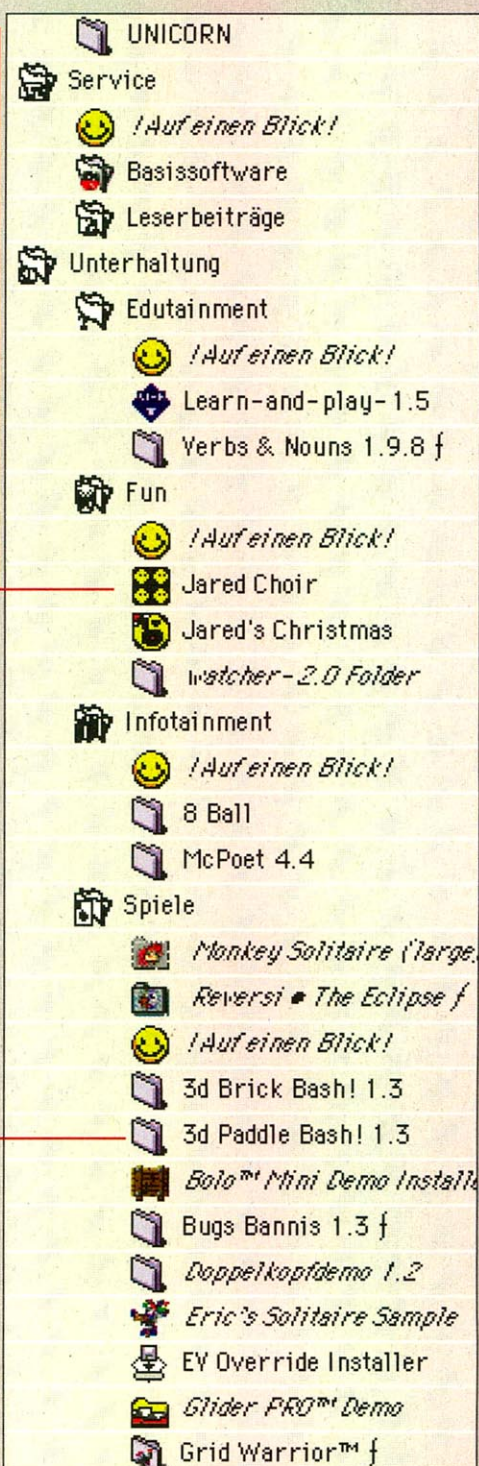 UNICORN
Service
! Auf einen Blick!
Basissoftware
Leserbeiträge
Unterhaltung
Edutainment
! Auf einen Blick!
Learn-and-play-1.5
Verbs & Nouns 1.9.8 ƒ
Fun
! Auf einen Blick!
Jared Choir
Jared's Christmas
watcher-2.0 Folder
Infotainment
! Auf einen Blick!
8 Ball
McPoet 4.4
Spiele
Monkey Solitaire (large)
Reversi • The Eclipse ƒ
! Auf einen Blick!
3d Brick Bash! 1.3
3d Paddle Bash! 1.3
Bolo™ Mini Demo Installe
Bugs Bannis 1.3 ƒ
Doppelkopfdemo 1.2
Eric's Solitaire Sample
EV Override Installer
Glider PRO™ Demo
Grid Warrior™ ƒ